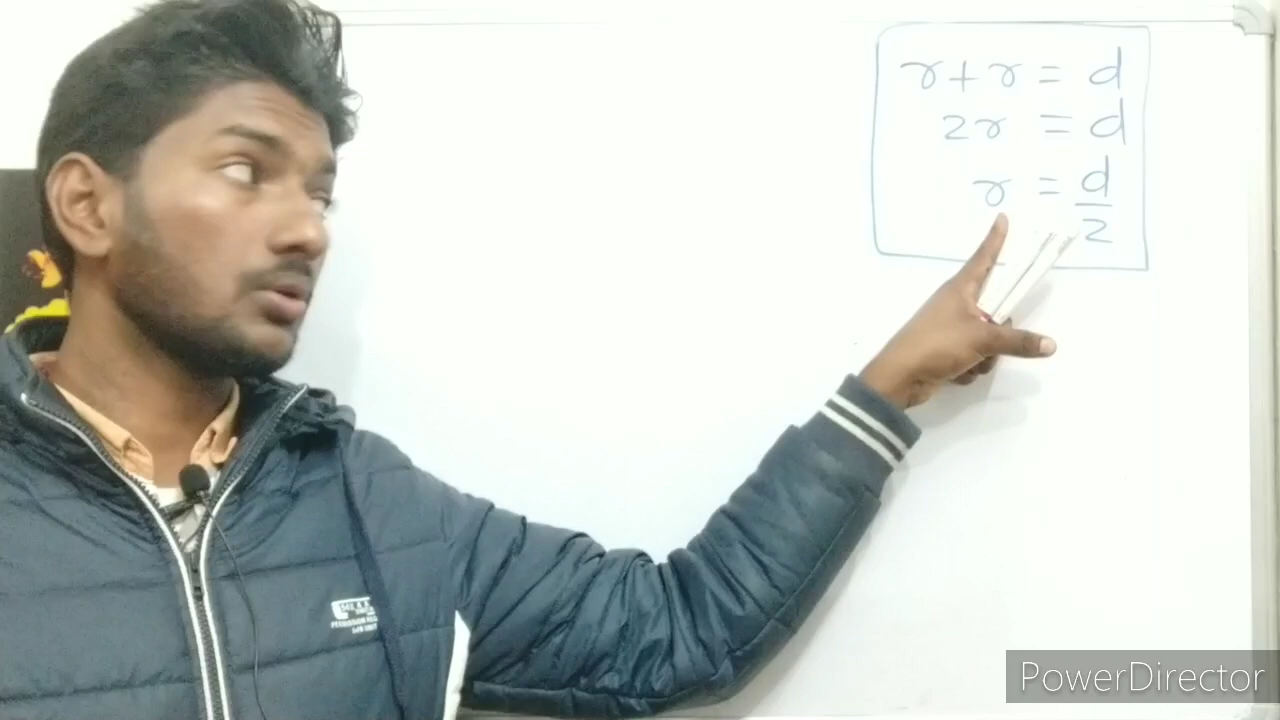 r + r = d
2r = d
r = d/2
PowerDirector